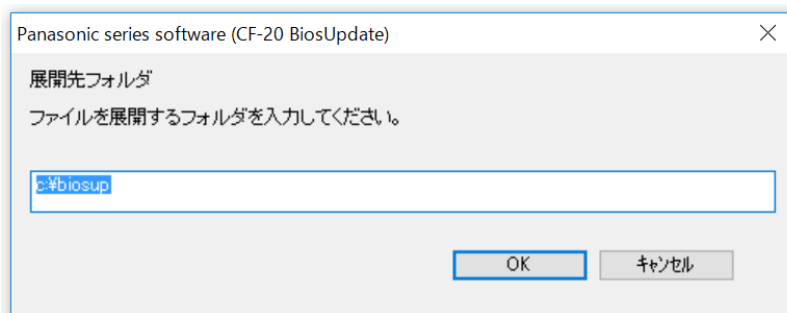 Panasonic series software (CF-20 BiosUpdate)
展開先フォルダ
ファイルを展開するフォルダを入力してください。
c:¥biosup
OK
キャンセル